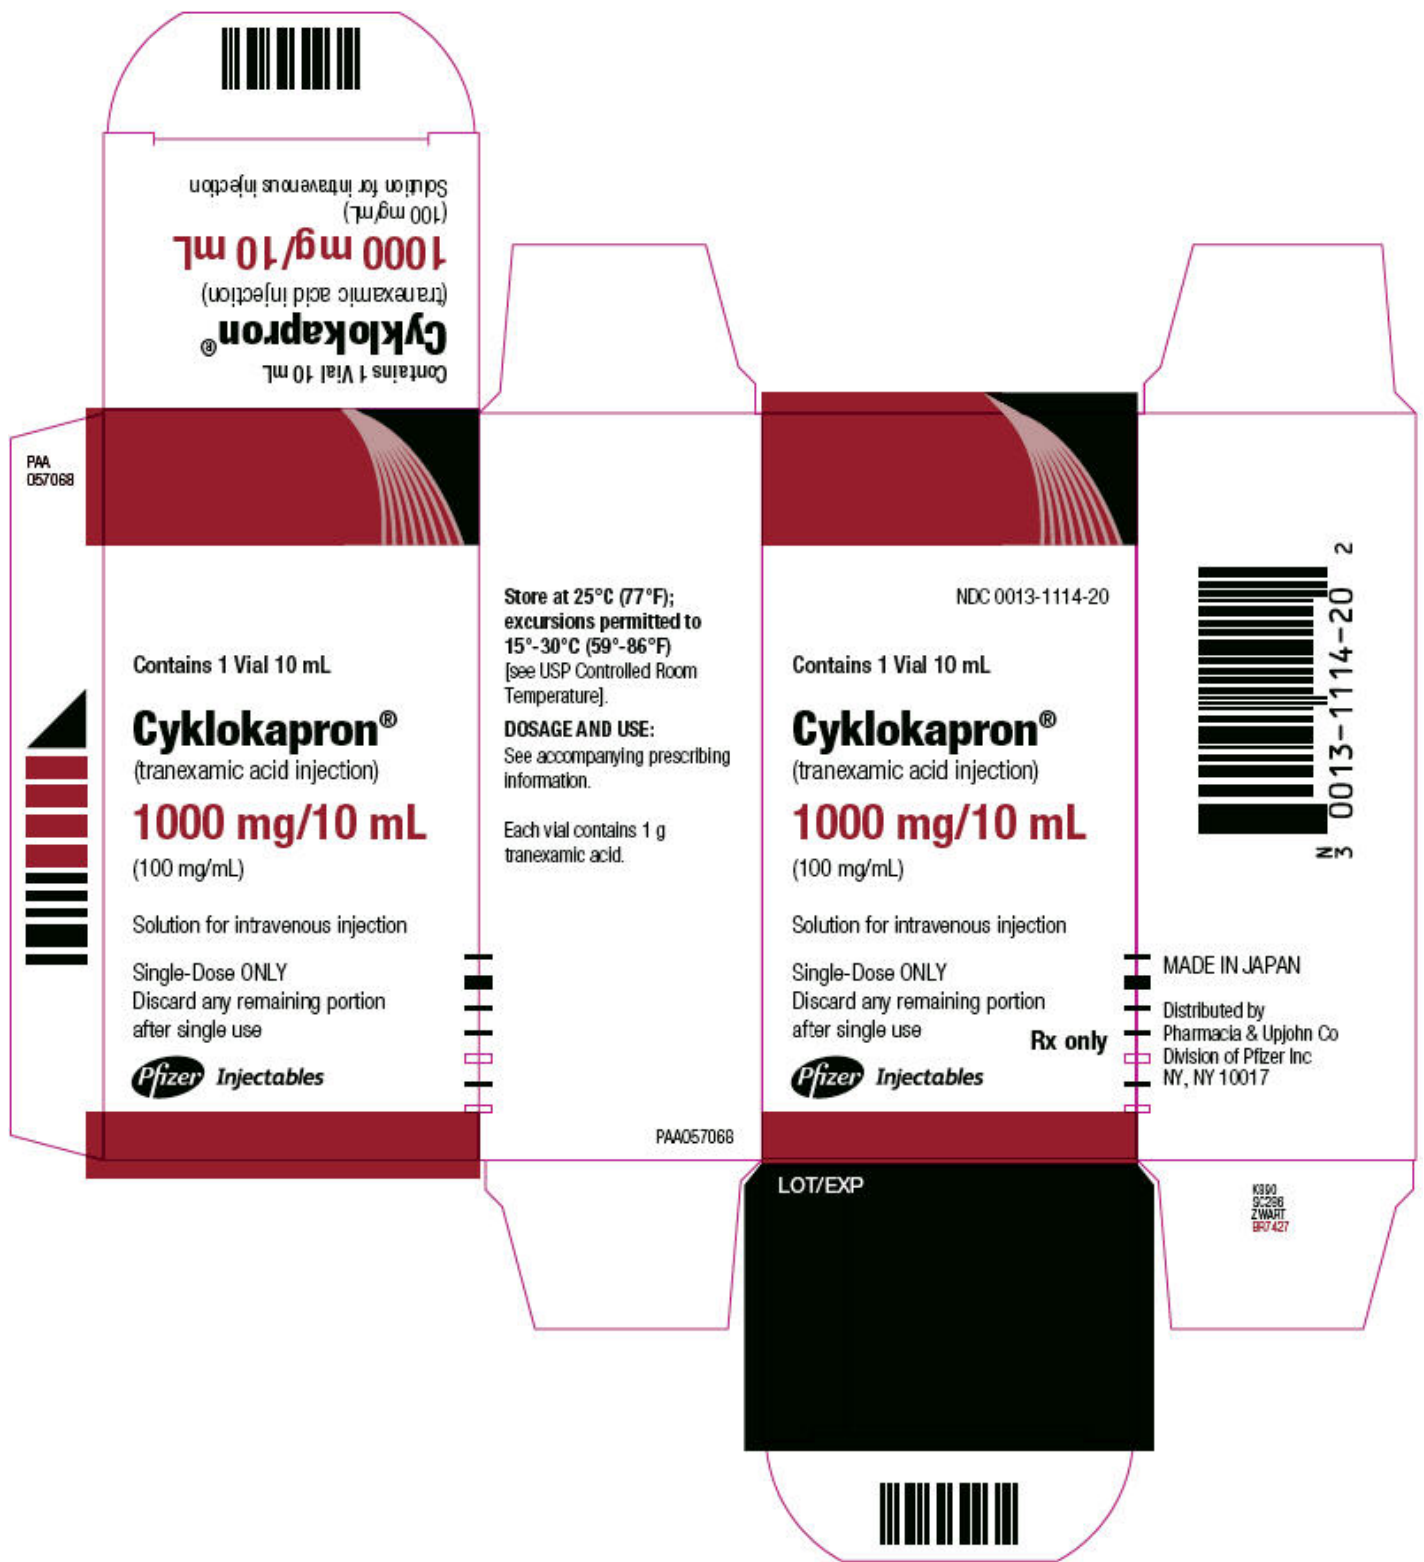 Solution for intravenous injection
(100 mg/mL)
1000 mg/10 mL
(tranexamic acid injection)
Cyklokapron®
Contains 1 Vial 10 mL
PAA
057068
Contains 1 Vial 10 mL
Cyklokapron®
(tranexamic acid injection)
1000 mg/10 mL
(100 mg/mL)
Solution for intravenous injection
Single-Dose ONLY
Discard any remaining portion
after single use
Pfizer Injectables
Store at 25°C (77°F);
excursions permitted to
15°-30°C (59°-86°F)
[see USP Controlled Room
Temperature].
DOSAGE AND USE:
See accompanying prescribing
information.
Each vial contains 1 g
tranexamic acid.
PAA057068
NDC 0013-1114-20
Contains 1 Vial 10 mL
Cyklokapron®
(tranexamic acid injection)
1000 mg/10 mL
(100 mg/mL)
Solution for intravenous injection
Single-Dose ONLY
Discard any remaining portion
after single use
Rx only
Pfizer Injectables
LOT/EXP
N
3 0013-1114-20 2
MADE IN JAPAN
Distributed by
Pharmacia & Upjohn Co
Division of Pfizer Inc
NY, NY 10017
K890
SC286
ZWART
BR7427